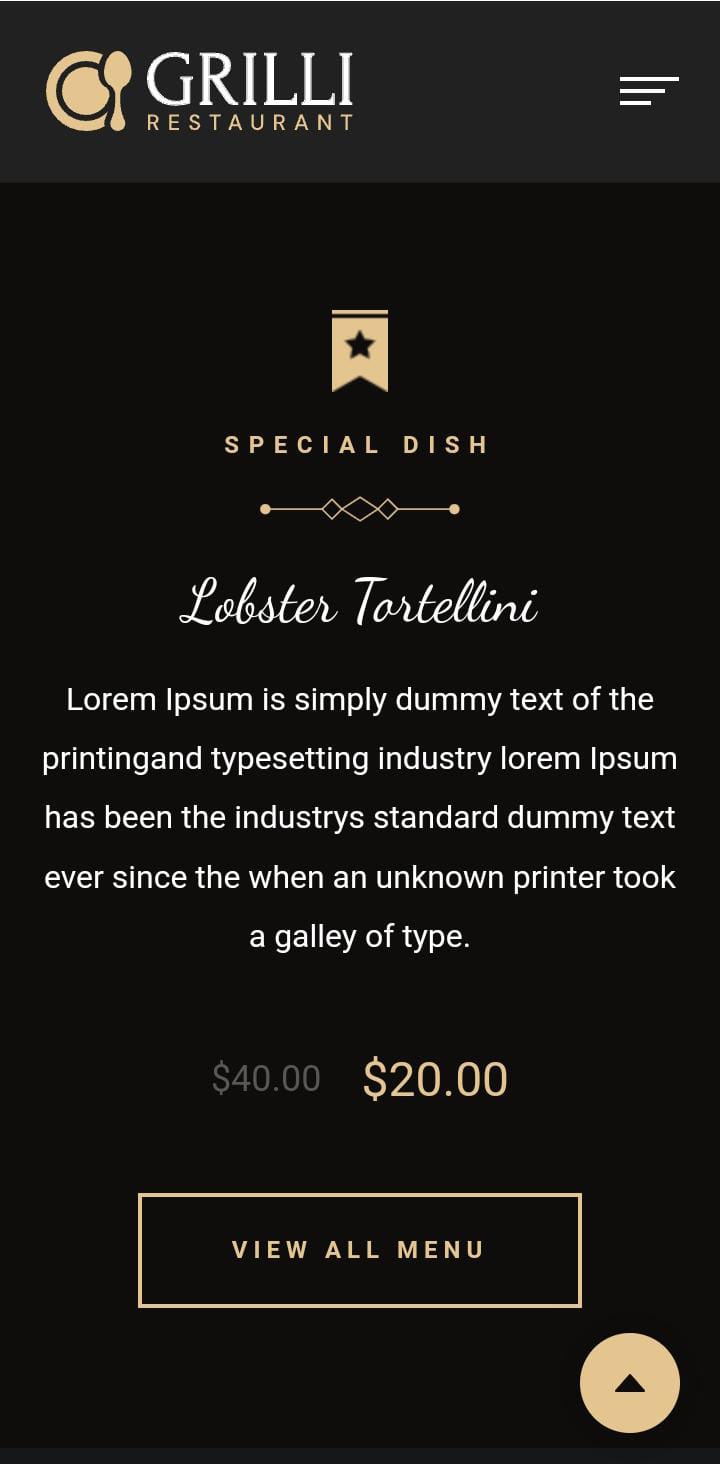 GRILLI
RESTAURANT
SPECIAL DISH
Lobster Tortellini
Lorem Ipsum is simply dummy text of the
printingand typesetting industry lorem Ipsum
has been the industrys standard dummy text
ever since the when an unknown printer took
a galley of type.
$40.00 $20.00
VIEW ALL MENU